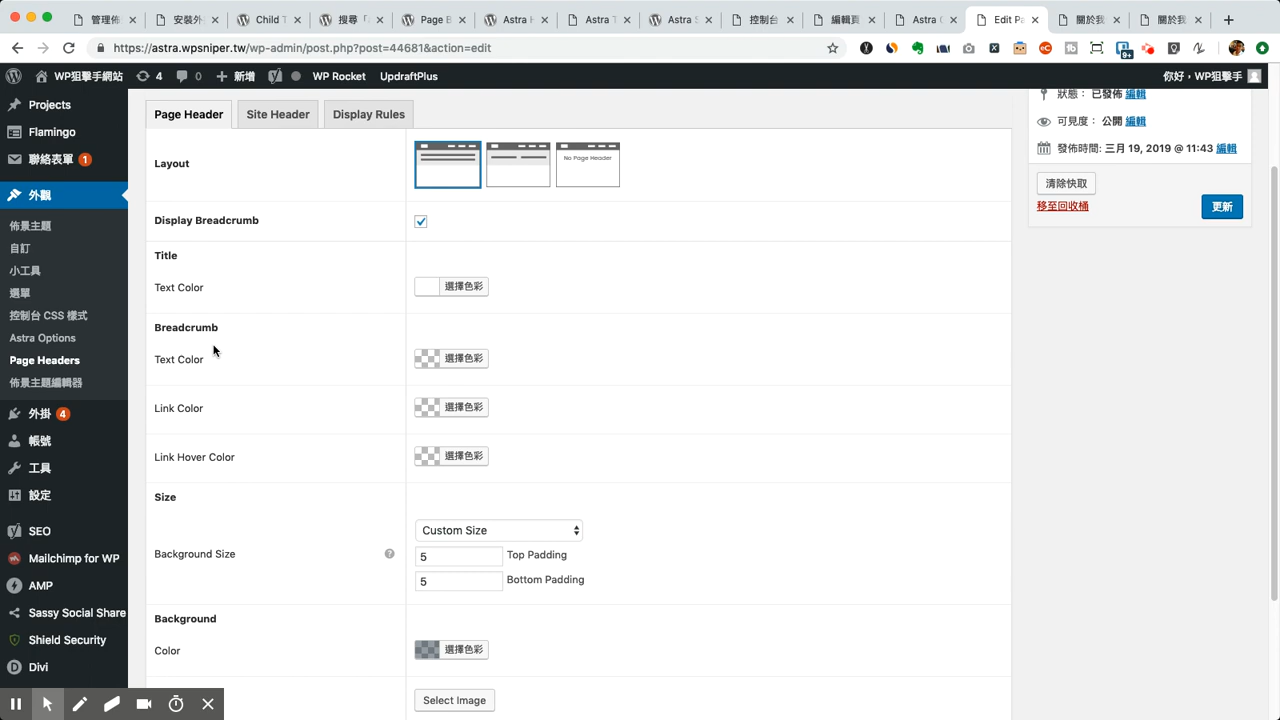 管理佈
安裝外
Child T
搜尋「
Page B
Astra H
Astra T
Astra S
控制台
編輯頁
Astra C
Edit Pa
關於我
關於我
https://astra.wpsniper.tw/wp-admin/post.php?post=44681&action=edit
9+
WP狙擊手網站
4
0
新增
WP Rocket
UpdraftPlus
你好，WP狙擊手
Projects
Flamingo
聯絡表單 1
外觀
佈景主題
自訂
小工具
選單
控制台 CSS 樣式
Astra Options
Page Headers
佈景主題編輯器
外掛 4
帳號
工具
設定
SEO
Mailchimp for WP
AMP
Sassy Social Share
Shield Security
Divi
Page Header
Site Header
Display Rules
Layout
No Page Header
Display Breadcrumb
Title
Text Color
選擇色彩
Breadcrumb
Text Color
選擇色彩
Link Color
選擇色彩
Link Hover Color
選擇色彩
Size
Custom Size
Background Size
?
5
Top Padding
5
Bottom Padding
Background
Color
選擇色彩
Select Image
狀態： 已發佈 編輯
可見度： 公開 編輯
發佈時間: 三月 19, 2019 @ 11:43 編輯
清除快取
移至回收桶
更新